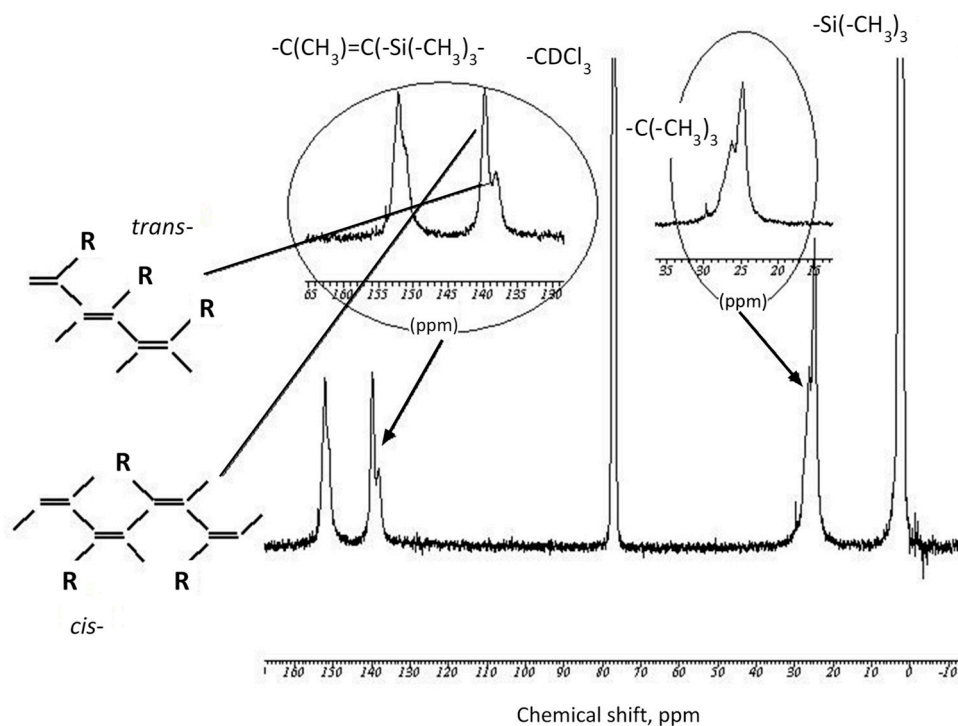 -C(CH₃)=C(-Si(-CH₃)₃-
-CDCl₃
-Si(-CH₃)₃
-C(-CH₃)₃
trans-
R
R
R
65 160 155 150 145 140 135 130
(ppm)
35 30 25 20 15
(ppm)
R
R
R
cis-
160 150 140 130 120 110 100 90 80 70 60 50 40 30 20 10 0 -10
Chemical shift, ppm